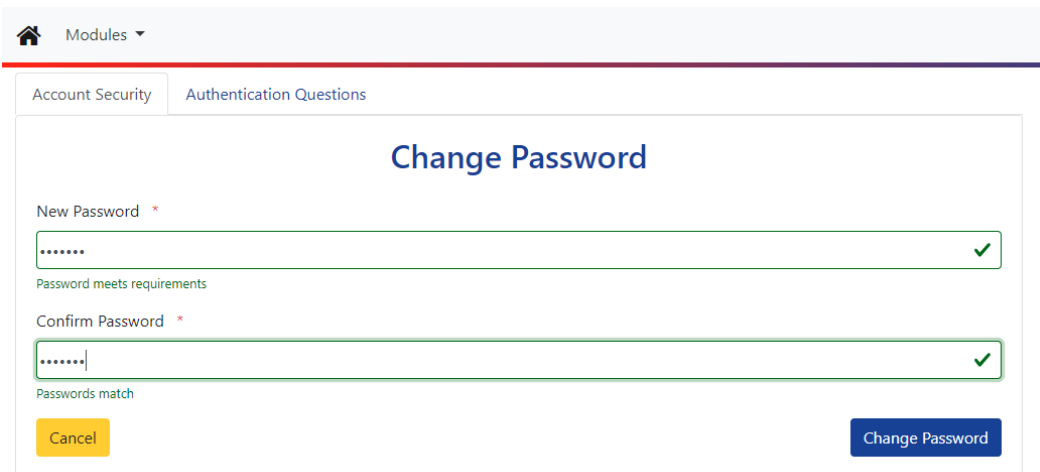 Modules
Account Security Authentication Questions
Change Password
New Password *
•••••••
Password meets requirements
Confirm Password *
•••••••
Passwords match
Cancel Change Password